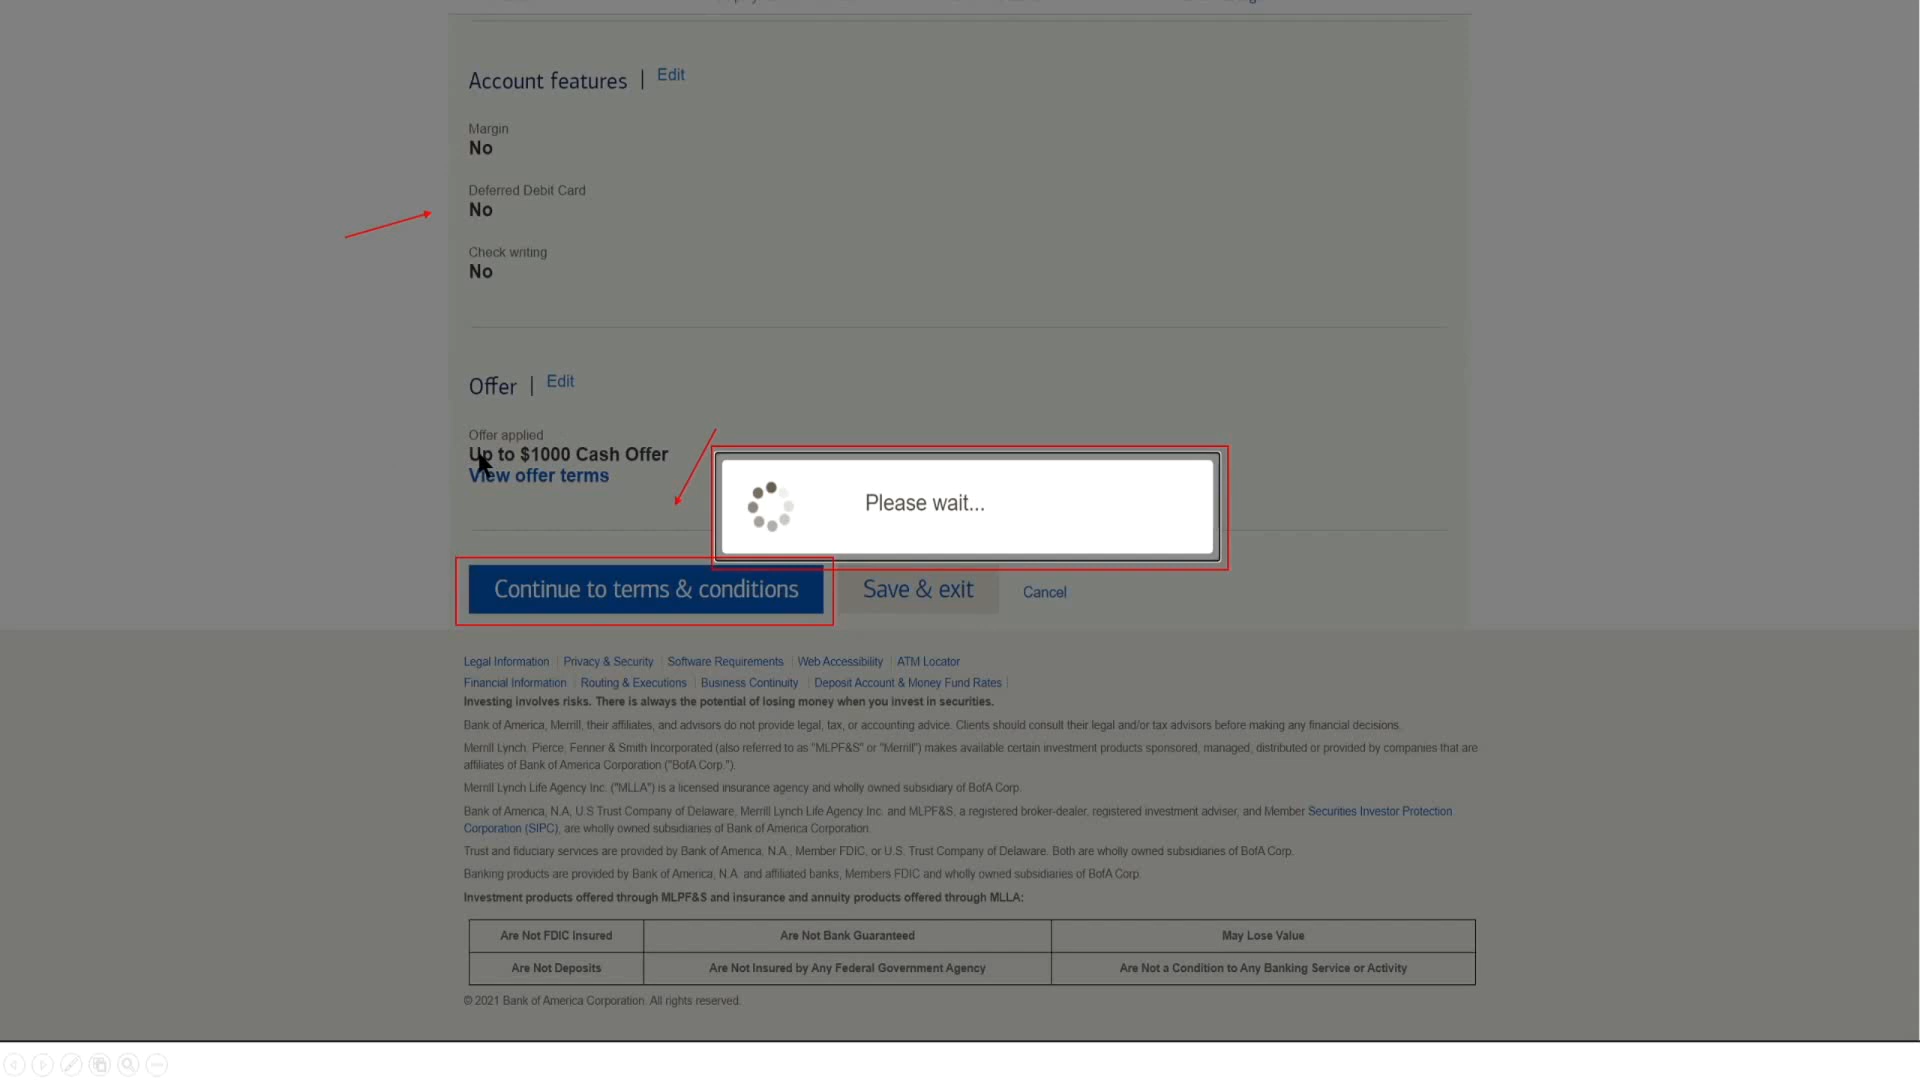 Account features | Edit
Margin
No
Deferred Debit Card
No
Check writing
No
Offer | Edit
Offer applied
Up to $1000 Cash Offer
View offer terms
Please wait...
Continue to terms & conditions
Save & exit
Cancel
Legal Information | Privacy & Security | Software Requirements | Web Accessibility | ATM Locator
Financial Information | Routing & Executions | Business Continuity | Deposit Account & Money Fund Rates |
Investing involves risks. There is always the potential of losing money when you invest in securities.
Bank of America, Merrill, their affiliates, and advisors do not provide legal, tax, or accounting advice. Clients should consult their legal and/or tax advisors before making any financial decisions.
Merrill Lynch, Pierce, Fenner & Smith Incorporated (also referred to as "MLPF&S" or "Merrill") makes available certain investment products sponsored, managed, distributed or provided by companies that are
affiliates of Bank of America Corporation ("BofA Corp.").
Merrill Lynch Life Agency Inc. ("MLLA") is a licensed insurance agency and wholly owned subsidiary of BofA Corp.
Bank of America, N.A, U.S Trust Company of Delaware, Merrill Lynch Life Agency Inc. and MLPF&S, a registered broker-dealer, registered investment adviser, and Member Securities Investor Protection
Corporation (SIPC), are wholly owned subsidiaries of Bank of America Corporation.
Trust and fiduciary services are provided by Bank of America, N.A., Member FDIC, or U.S. Trust Company of Delaware. Both are wholly owned subsidiaries of BofA Corp.
Banking products are provided by Bank of America, N.A. and affiliated banks, Members FDIC and wholly owned subsidiaries of BofA Corp.
Investment products offered through MLPF&S and insurance and annuity products offered through MLLA:
Are Not FDIC Insured
Are Not Bank Guaranteed
May Lose Value
Are Not Deposits
Are Not Insured by Any Federal Government Agency
Are Not a Condition to Any Banking Service or Activity
© 2021 Bank of America Corporation. All rights reserved.